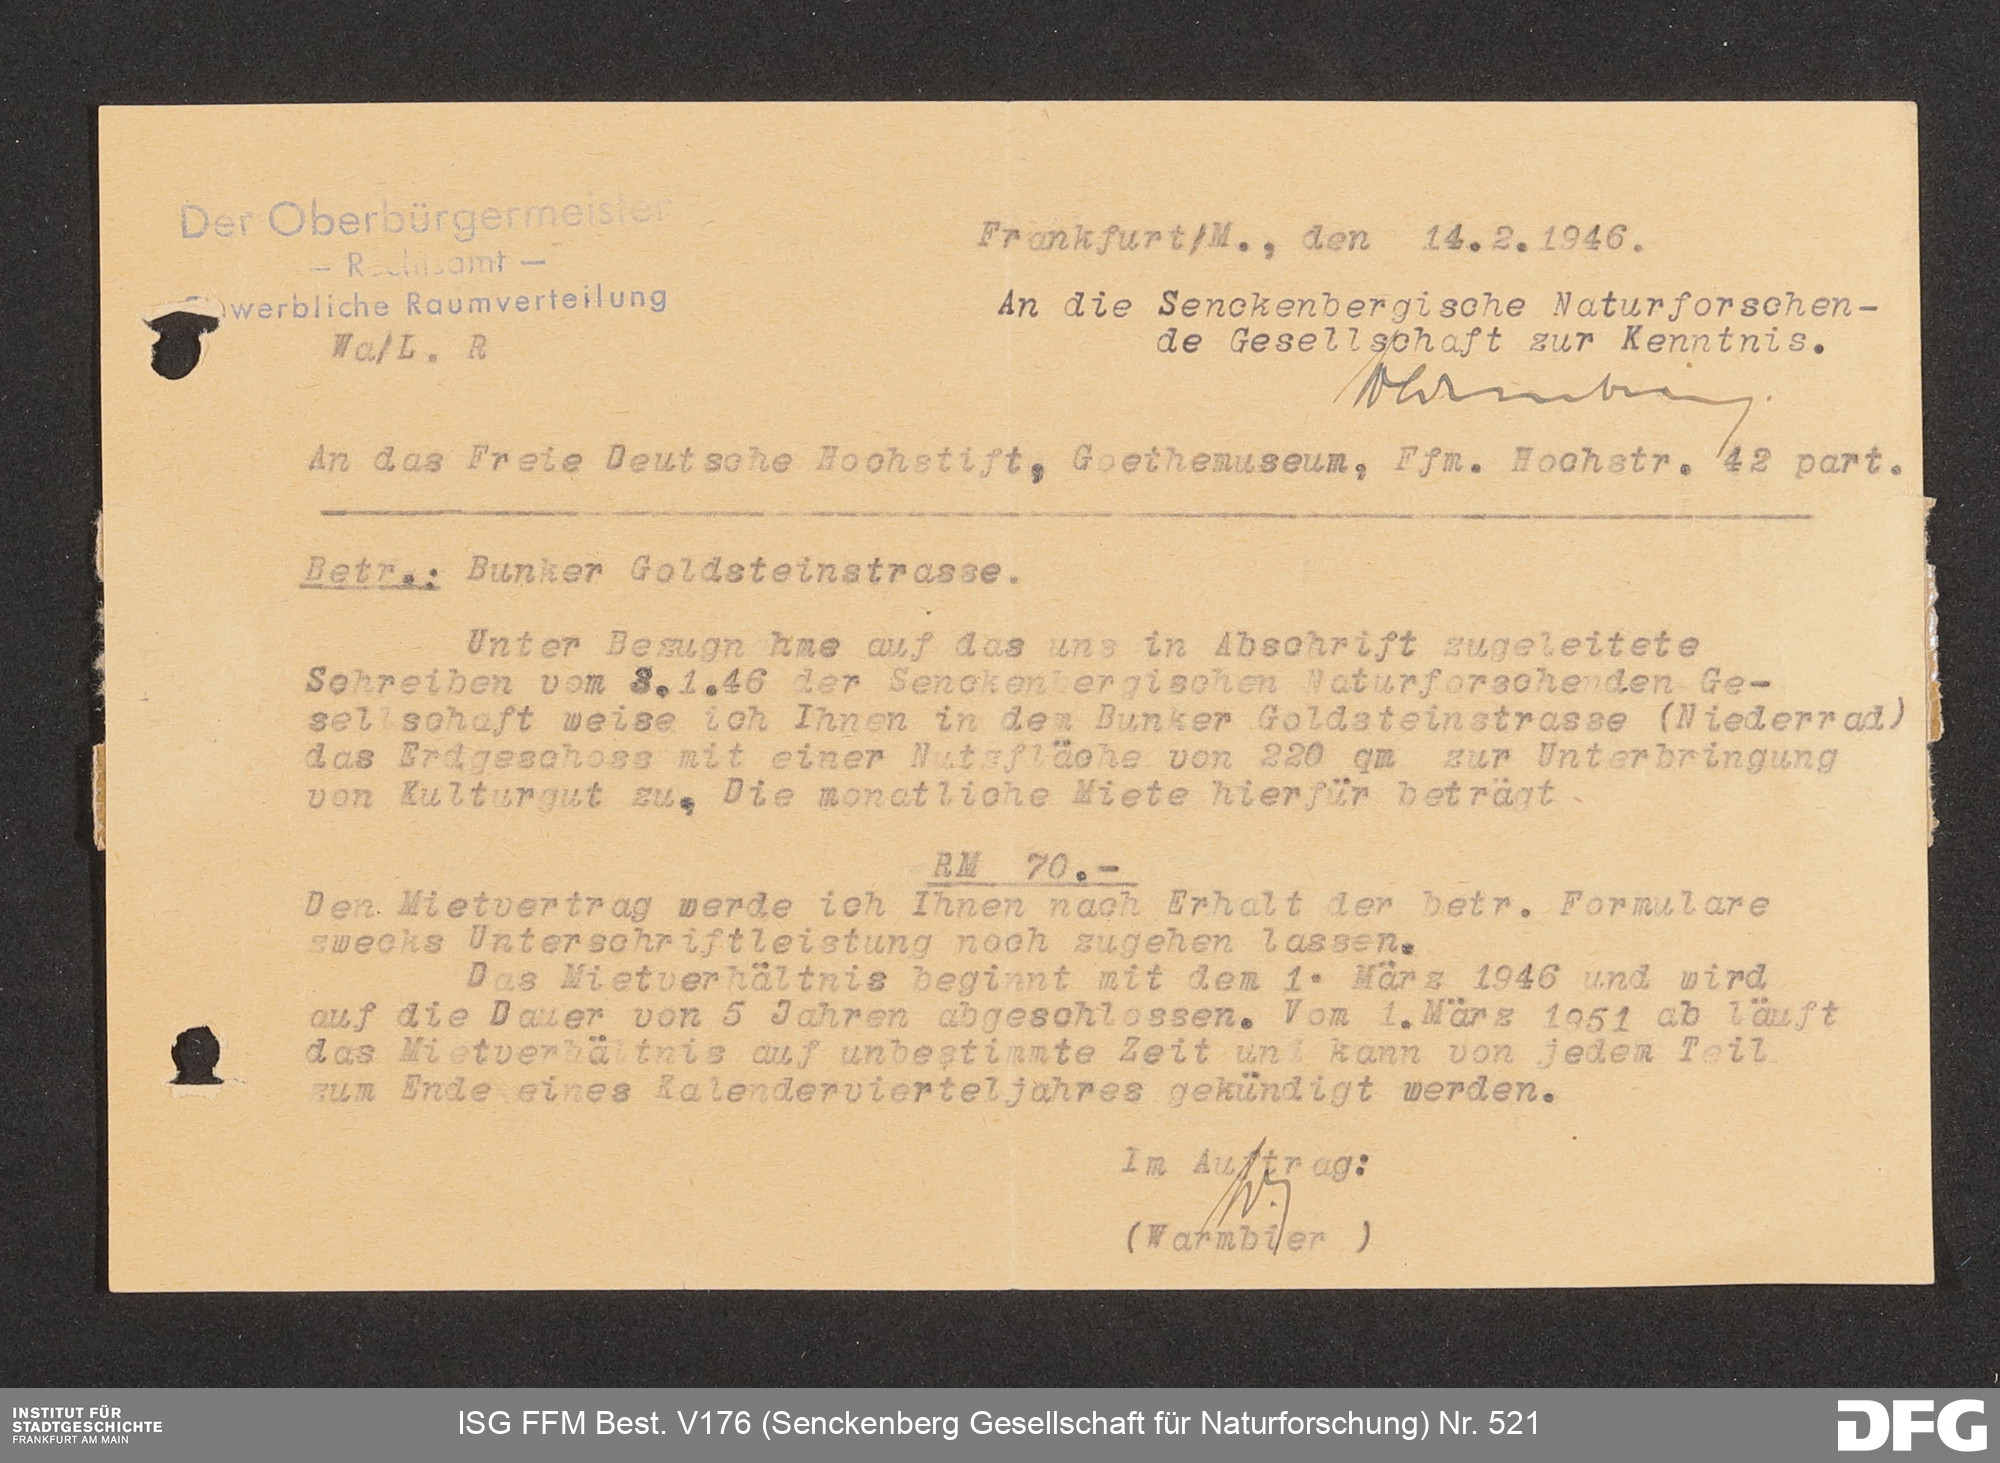 Der Oberbürgermeister
- Rechtsamt -
Gewerbliche Raumverteilung
Wa/L. R
Frankfurt/M., den 14.2.1946.
An die Senckenbergische Naturforschen-
de Gesellschaft zur Kenntnis.
An das Freie Deutsche Hochstift, Goethemuseum, Ffm. Hochstr. 42 part.
Betr.: Bunker Goldsteinstrasse.
Unter Bezugnahme auf das uns in Abschrift zugeleitete
Schreiben vom 8.1.46 der Senckenbergischen Naturforschenden Ge-
sellschaft weise ich Ihnen in dem Bunker Goldsteinstrasse (Niederrad)
das Erdgeschoss mit einer Nutzfläche von 220 qm zur Unterbringung
von Kulturgut zu, Die monatliche Miete hierfür beträgt
RM 70.-
Den Mietvertrag werde ich Ihnen nach Erhalt der betr. Formulare
zwecks Unterschriftleistung noch zugehen lassen.
Das Mietverhältnis beginnt mit dem 1. März 1946 und wird
auf die Dauer von 5 Jahren abgeschlossen. Vom 1.März 1951 ab läuft
das Mietverhältnis auf unbestimmte Zeit und kann von jedem Teil
zum Ende eines Kalendervierteljahres gekündigt werden.
Im Auftrag:
(Warmbier )
INSTITUT FÜR
STADTGESCHICHTE
FRANKFURT AM MAIN
ISG FFM Best. V176 (Senckenberg Gesellschaft für Naturforschung) Nr. 521
DFG